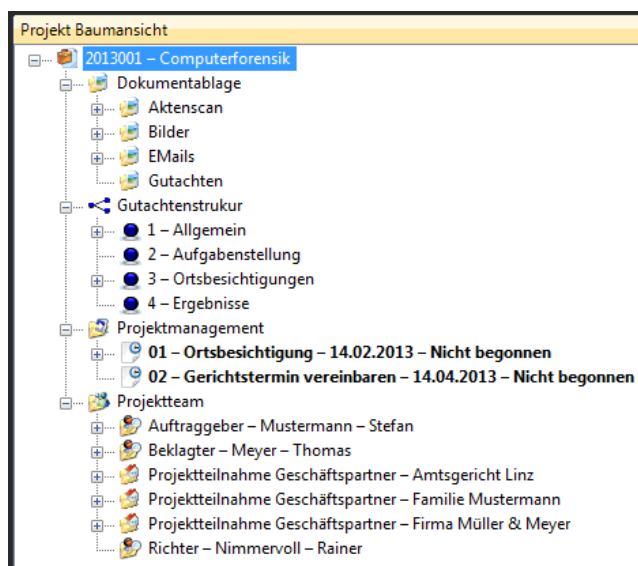 Projekt Baumansicht
2013001 – Computerforensik
Dokumentablage
Aktenscan
Bilder
EMails
Gutachten
Gutachtenstrukur
1 – Allgemein
2 – Aufgabenstellung
3 – Ortsbesichtigungen
4 – Ergebnisse
Projektmanagement
01 – Ortsbesichtigung – 14.02.2013 – Nicht begonnen
02 – Gerichtstermin vereinbaren – 14.04.2013 – Nicht begonnen
Projektteam
Auftraggeber – Mustermann – Stefan
Beklagter – Meyer – Thomas
Projektteilnahme Geschäftspartner – Amtsgericht Linz
Projektteilnahme Geschäftspartner – Familie Mustermann
Projektteilnahme Geschäftspartner – Firma Müller & Meyer
Richter – Nimmervoll – Rainer